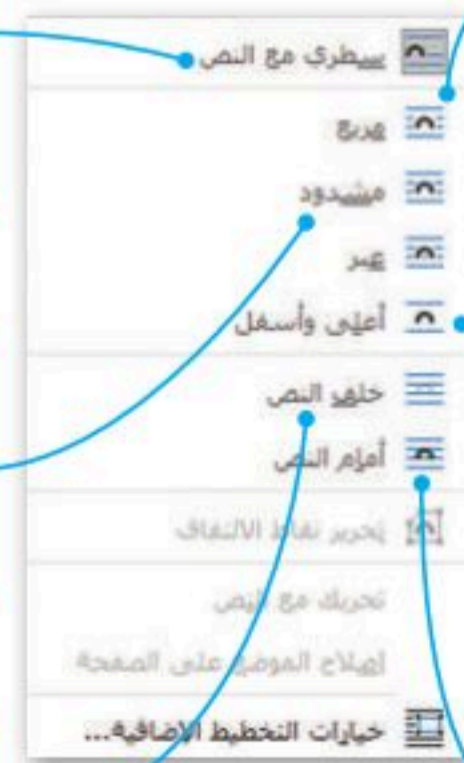 سطري مع النص
مربع
مشدود
عبر
أعلى وأسفل
خلف النص
أمام النص
تحرير نقاط الالتفاف
تحريك مع النص
إصلاح الموضع على الصفحة
خيارات التخطيط الإضافية...